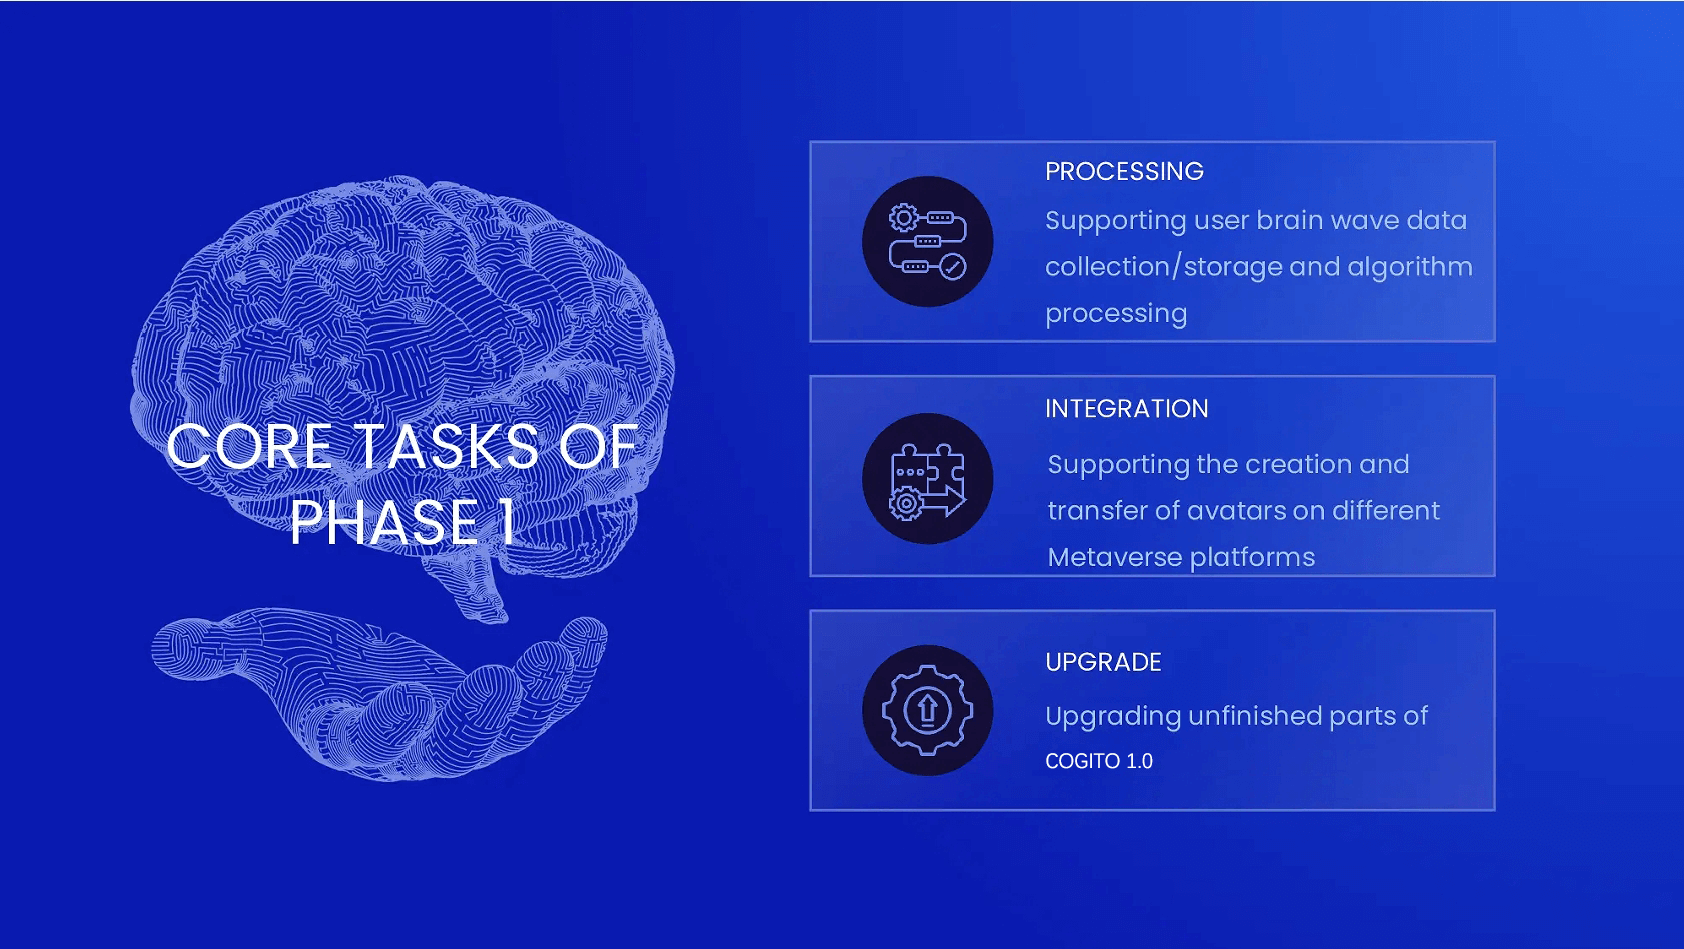 CORE TASKS OF
PHASE 1
PROCESSING
Supporting user brain wave data
collection/storage and algorithm
processing
INTEGRATION
Supporting the creation and
transfer of avatars on different
Metaverse platforms
UPGRADE
Upgrading unfinished parts of
COGITO 1.0